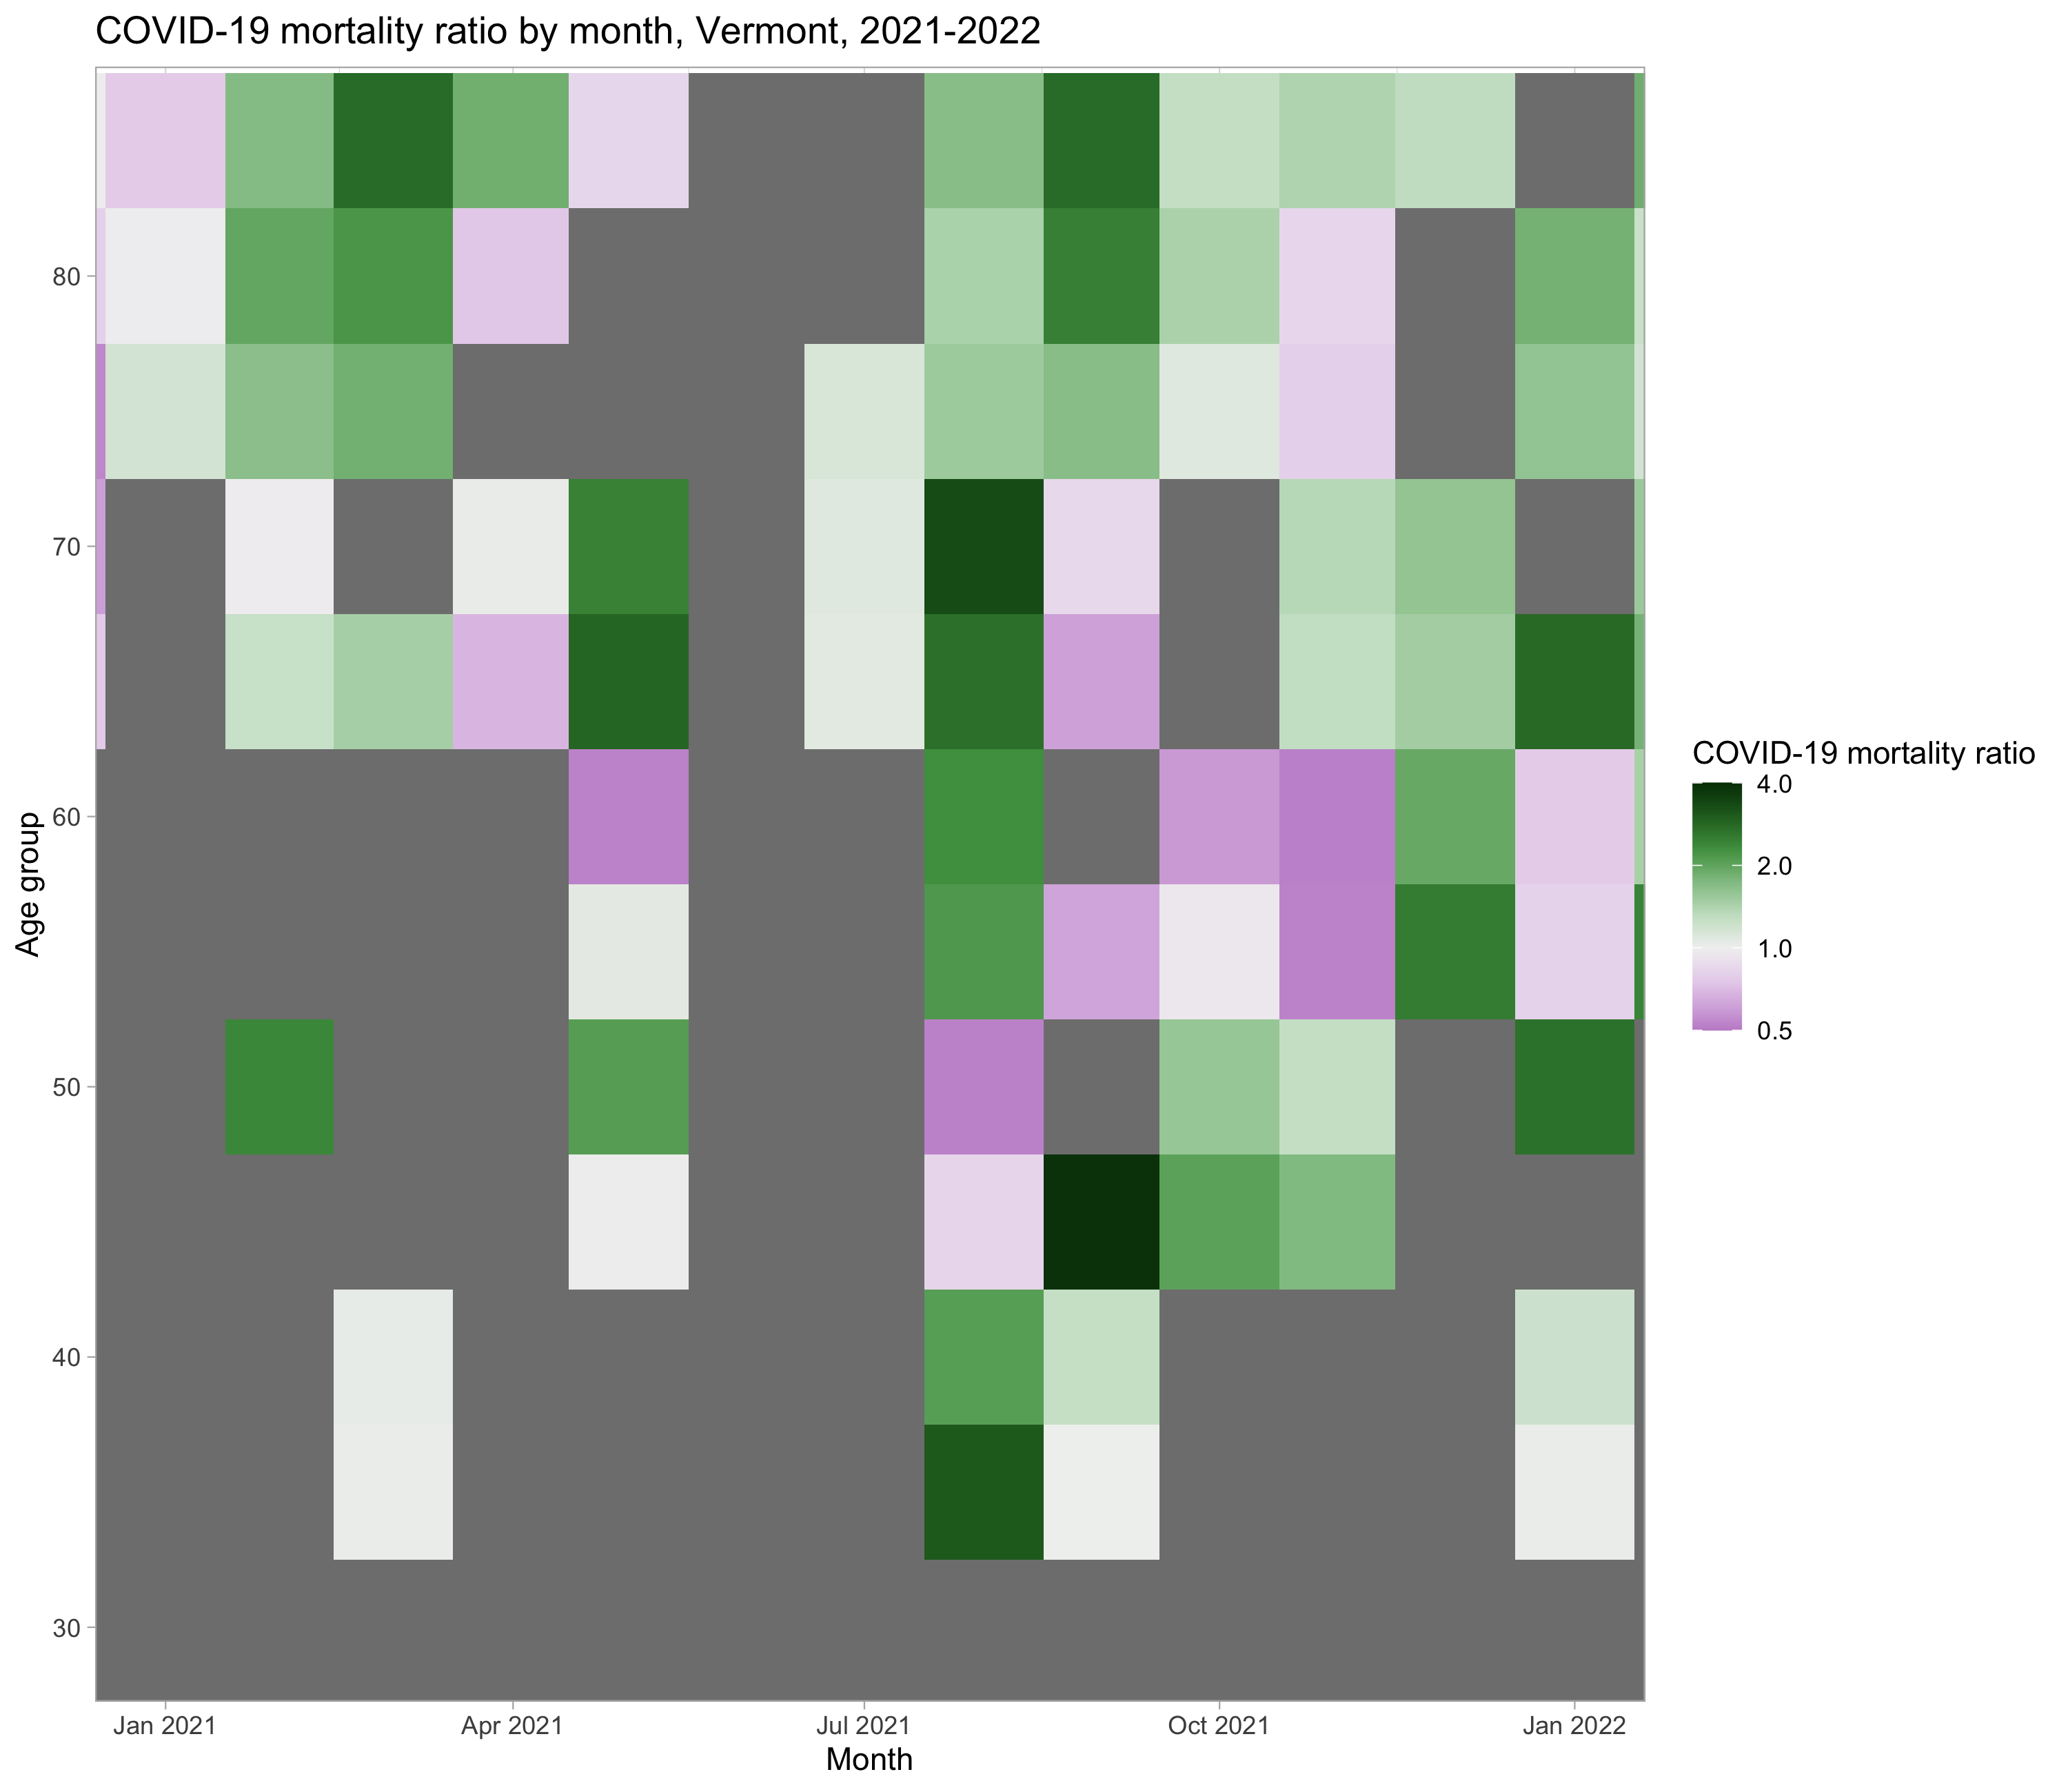 COVID-19 mortality ratio by month, Vermont, 2021-2022
Age group
80
70
60
50
40
30
Jan 2021
Apr 2021
Jul 2021
Oct 2021
Jan 2022
Month
COVID-19 mortality ratio
4.0
2.0
1.0
0.5